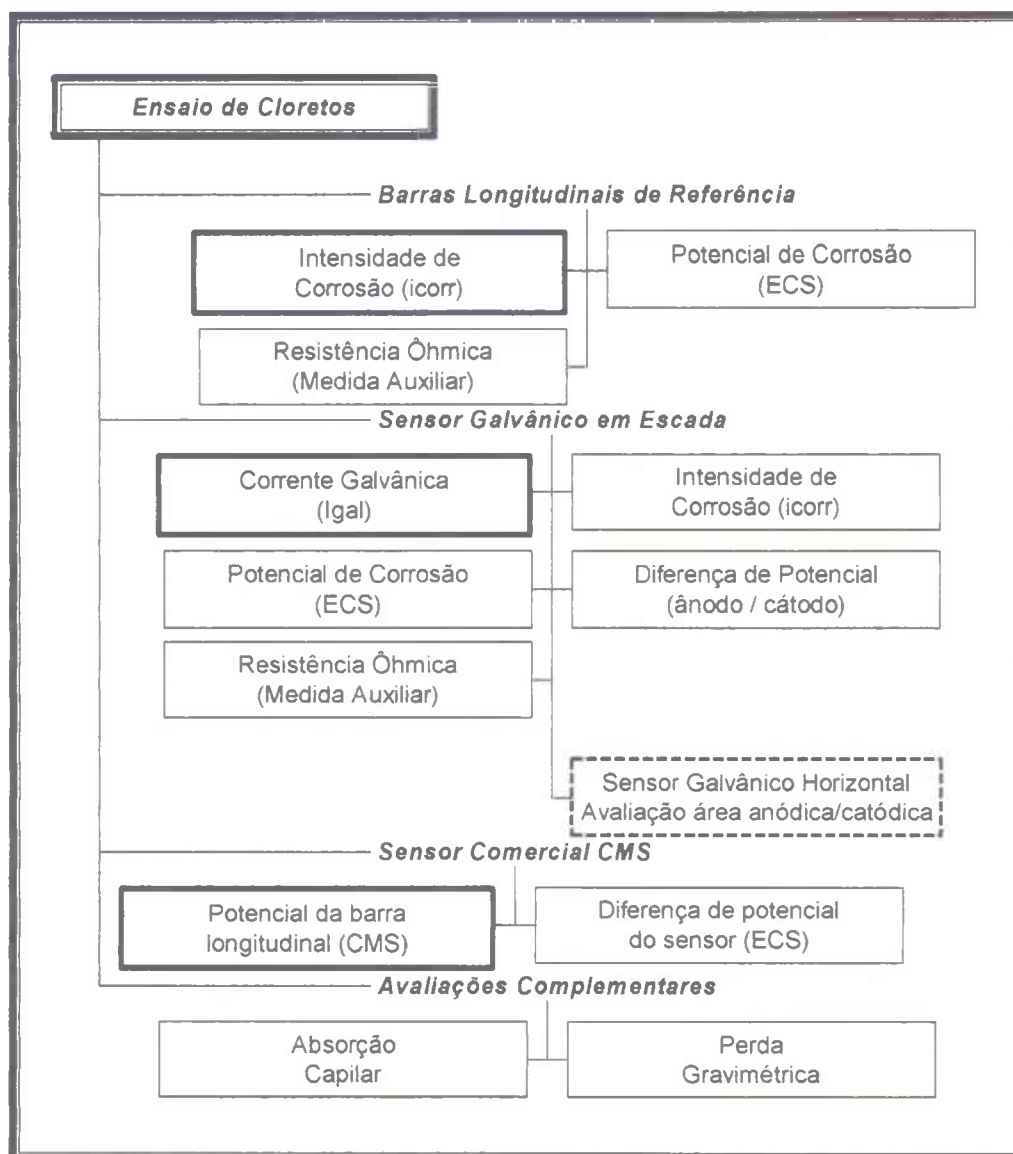 Ensaio de Cloretos
Barras Longitudinais de Referência
Intensidade de
Corrosão (icorr)
Potencial de Corrosão
(ECS)
Resistência Ôhmica
(Medida Auxiliar)
Sensor Galvânico em Escada
Corrente Galvânica
(Igal)
Intensidade de
Corrosão (icorr)
Potencial de Corrosão
(ECS)
Diferença de Potencial
(ânodo / cátodo)
Resistência Ôhmica
(Medida Auxiliar)
Sensor Galvânico Horizontal
Avaliação área anódica/catódica
Sensor Comercial CMS
Potencial da barra
longitudinal (CMS)
Diferença de potencial
do sensor (ECS)
Avaliações Complementares
Absorção
Capilar
Perda
Gravimétrica